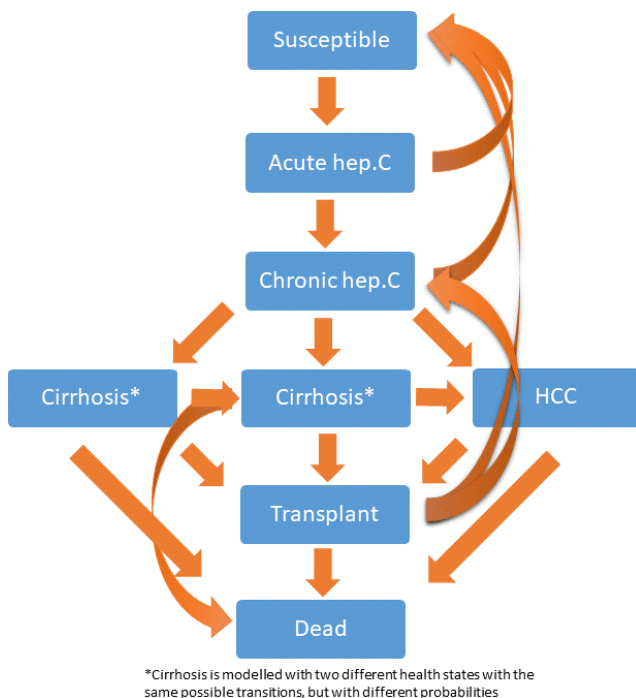 Susceptible
Acute hep.C
Chronic hep.C
Cirrhosis*
Cirrhosis*
HCC
Transplant
Dead
*Cirrhosis is modelled with two different health states with the
same possible transitions, but with different probabilities